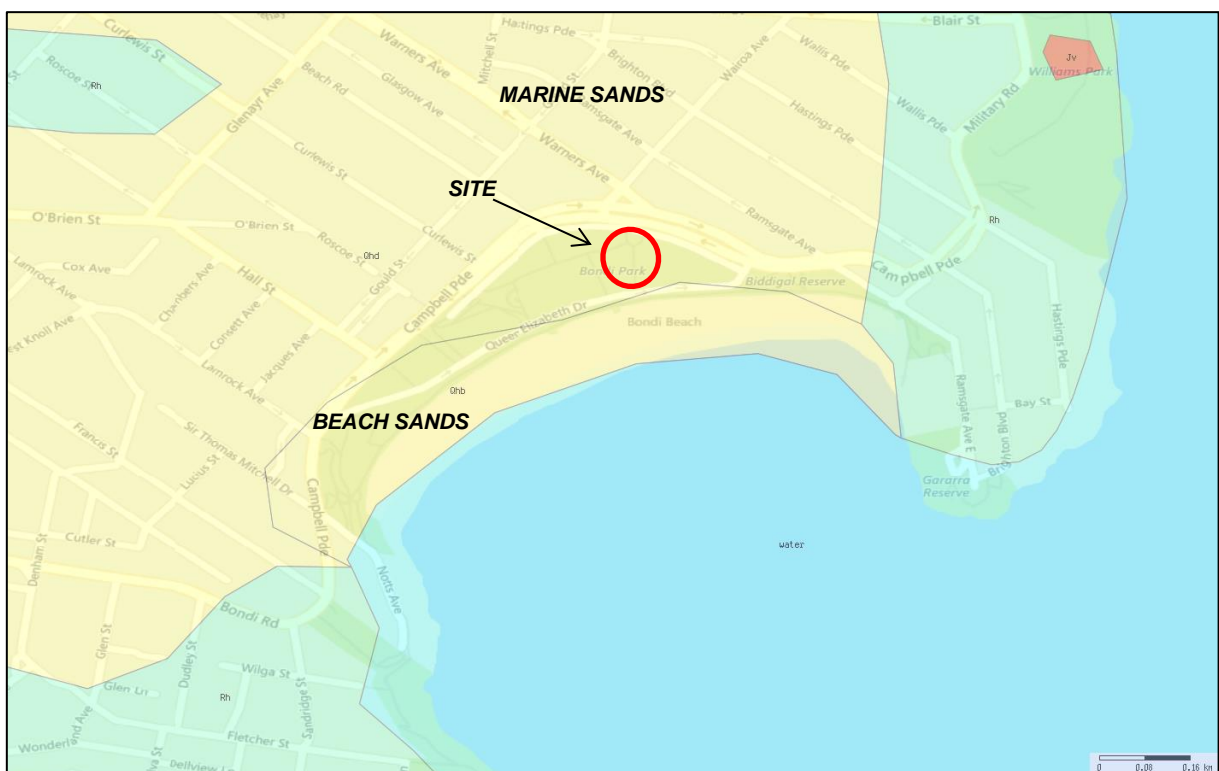 Blair St
Curlewis St
Roscoe St
Rh
Glenayr Ave
Warners Ave
Beach Rd
Glasgow Ave
Mitchell St
Hastings Pde
Brighton Blvd
Wairoa Ave
Wallis Pde
Jv
Williams Park
MARINE SANDS
Ramsgate Ave
Hastings Pde
Wallis Pde
Military Rd
Curlewis St
Warners Ave
SITE
O'Brien St
O'Brien St
Roscoe St
Curlewis St
Ramsgate Ave
Rh
Qhd
Gould St
Cox Ave
Lamrock Ave
Chambers Ave
Hall St
Campbell Pde
Bondi Park
Biddigal Reserve
Campbell Pde
Consett Ave
Jacques Ave
Queen Elizabeth Dr
Bondi Beach
Hastings Pde
Knoll Ave
Lamrock Ave
Qhb
BEACH SANDS
Ramsgate Ave E
Bay St
Brighton Blvd
Francis St
Sir Thomas Mitchell Dr
Lucius St
Campbell Pde
Gararra
Reserve
Cutler St
Denham St
water
Notts Ave
Bondi Rd
Glen St
Dudley St
Wilga St
Rh
Sandridge
Fletcher St
Dellview
0 0.08 0.16 km